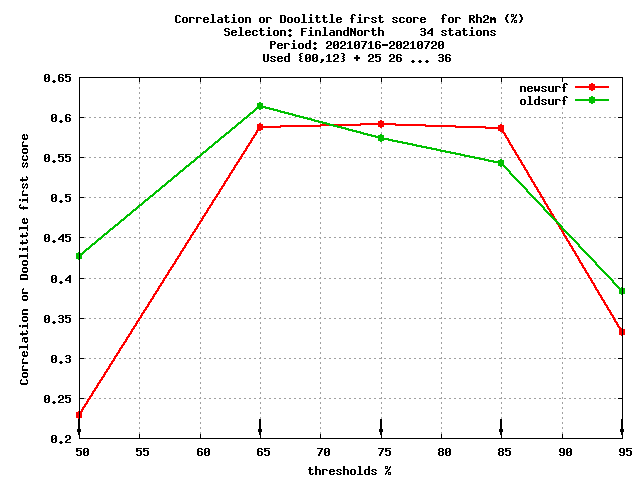 Correlation or Doolittle first score  for Rh2m (%)
Selection: FinlandNorth     34 stations
Period: 20210716-20210720
Used {00,12} + 25 26 ... 36
newsurf
oldsurf
0.65
0.6
0.55
0.5
0.45
0.4
0.35
0.3
0.25
0.2
Correlation or Doolittle first score
50 55 60 65 70 75 80 85 90 95
thresholds %